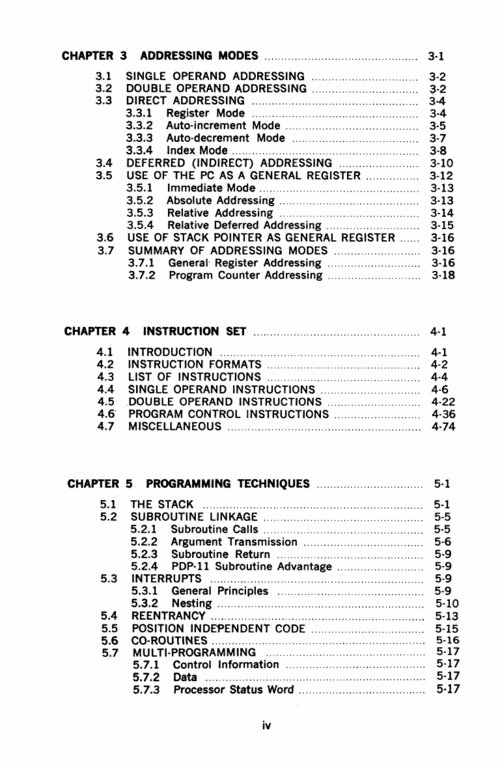 CHAPTER 3 ADDRESSING MODES .......... 3-1
3.1 SINGLE OPERAND ADDRESSING .......... 3-2
3.2 DOUBLE OPERAND ADDRESSING .......... 3-2
3.3 DIRECT ADDRESSING .......... 3-4
3.3.1 Register Mode .......... 3-4
3.3.2 Auto-increment Mode .......... 3-5
3.3.3 Auto-decrement Mode .......... 3-7
3.3.4 Index Mode .......... 3-8
3.4 DEFERRED (INDIRECT) ADDRESSING .......... 3-10
3.5 USE OF THE PC AS A GENERAL REGISTER .......... 3-12
3.5.1 Immediate Mode .......... 3-13
3.5.2 Absolute Addressing .......... 3-13
3.5.3 Relative Addressing .......... 3-14
3.5.4 Relative Deferred Addressing .......... 3-15
3.6 USE OF STACK POINTER AS GENERAL REGISTER ...... 3-16
3.7 SUMMARY OF ADDRESSING MODES .......... 3-16
3.7.1 General Register Addressing .......... 3-16
3.7.2 Program Counter Addressing .......... 3-18
CHAPTER 4 INSTRUCTION SET .......... 4-1
4.1 INTRODUCTION .......... 4-1
4.2 INSTRUCTION FORMATS .......... 4-2
4.3 LIST OF INSTRUCTIONS .......... 4-4
4.4 SINGLE OPERAND INSTRUCTIONS .......... 4-6
4.5 DOUBLE OPERAND INSTRUCTIONS .......... 4-22
4.6 PROGRAM CONTROL INSTRUCTIONS .......... 4-36
4.7 MISCELLANEOUS .......... 4-74
CHAPTER 5 PROGRAMMING TECHNIQUES .......... 5-1
5.1 THE STACK .......... 5-1
5.2 SUBROUTINE LINKAGE .......... 5-5
5.2.1 Subroutine Calls .......... 5-5
5.2.2 Argument Transmission .......... 5-6
5.2.3 Subroutine Return .......... 5-9
5.2.4 PDP-11 Subroutine Advantage .......... 5-9
5.3 INTERRUPTS .......... 5-9
5.3.1 General Principles .......... 5-9
5.3.2 Nesting .......... 5-10
5.4 REENTRANCY .......... 5-13
5.5 POSITION INDEPENDENT CODE .......... 5-15
5.6 CO-ROUTINES .......... 5-16
5.7 MULTI-PROGRAMMING .......... 5-17
5.7.1 Control Information .......... 5-17
5.7.2 Data .......... 5-17
5.7.3 Processor Status Word .......... 5-17
iv